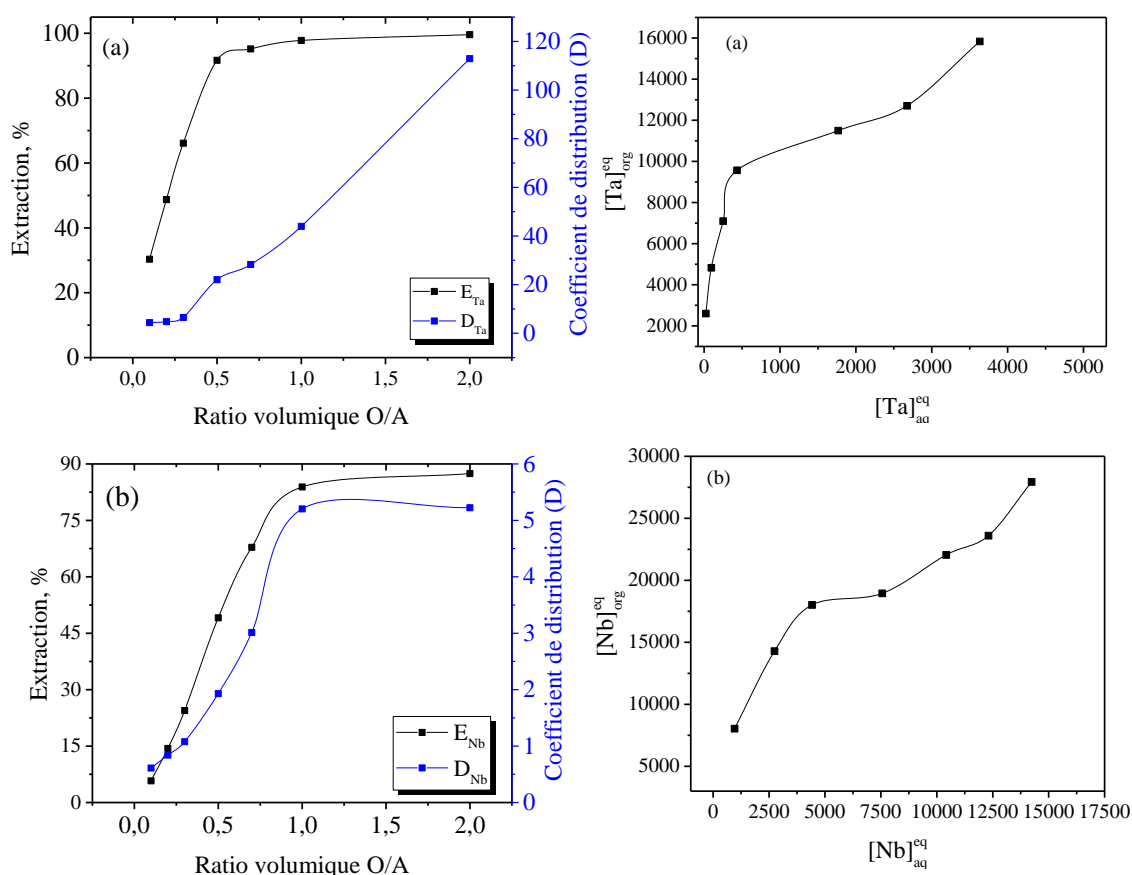 (a)
Extraction, %
100
80
60
40
20
0
120
100
80
60
40
20
0
Coefficient de distribution (D)
E_Ta
D_Ta
0,0 0,5 1,0 1,5 2,0
Ratio volumique O/A
(a)
[Ta]^eq_org
16000
14000
12000
10000
8000
6000
4000
2000
0 1000 2000 3000 4000 5000
[Ta]^eq_aq
(b)
Extraction, %
90
75
60
45
30
15
0
6
5
4
3
2
1
0
Coefficient de distribution (D)
E_Nb
D_Nb
0,0 0,5 1,0 1,5 2,0
Ratio volumique O/A
(b)
[Nb]^eq_org
30000
25000
20000
15000
10000
5000
0 2500 5000 7500 10000 12500 15000 17500
[Nb]^eq_aq